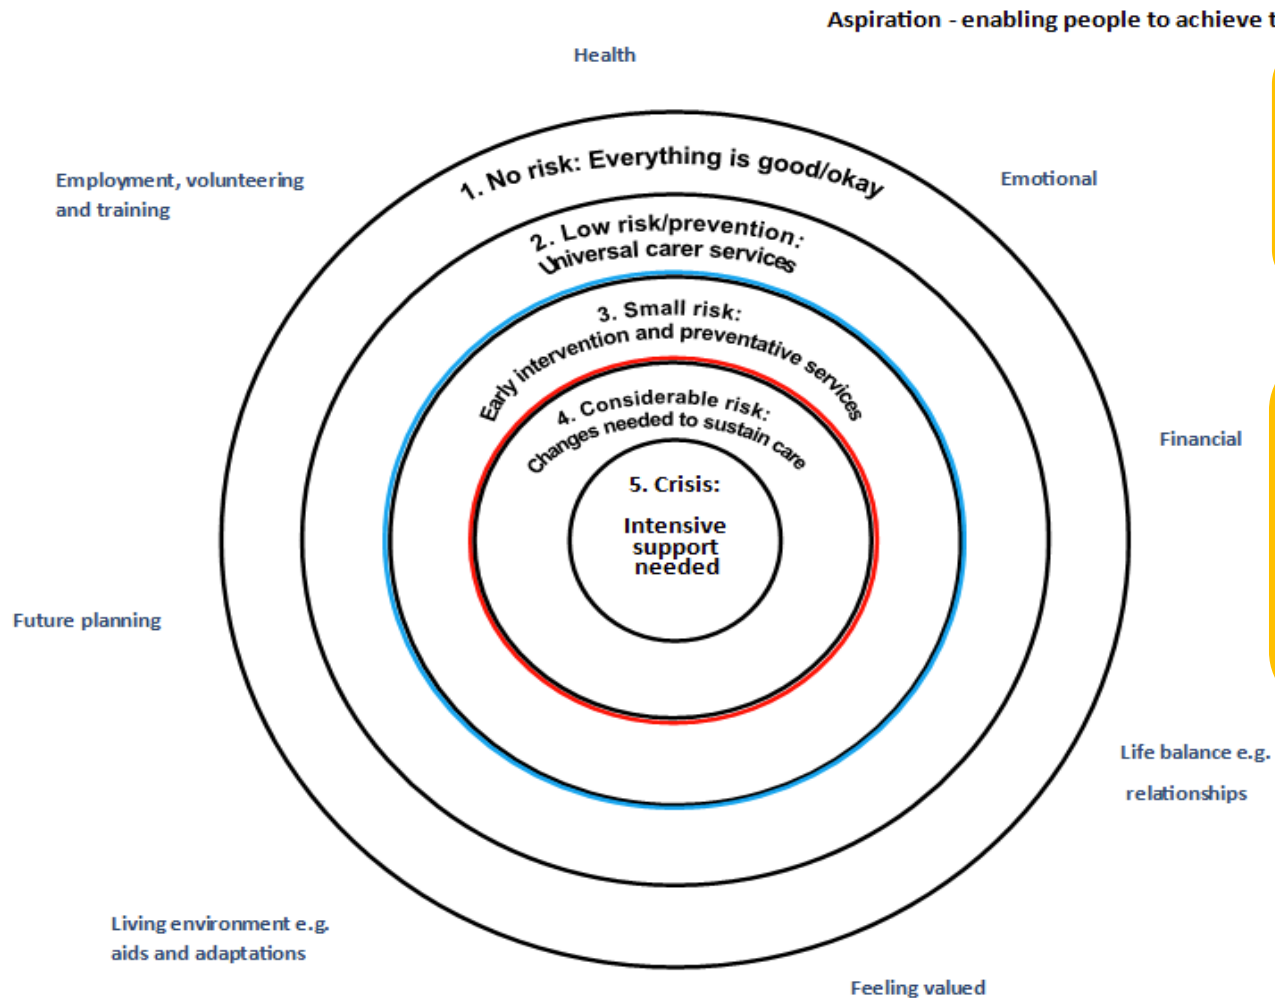 Aspiration - enabling people to achieve t
Health
Employment, volunteering
and training
Emotional
1. No risk: Everything is good/okay
2. Low risk/prevention:
Universal carer services
3. Small risk:
Early intervention and preventative services
4. Considerable risk:
Changes needed to sustain care
5. Crisis:
Intensive
support
needed
Financial
Future planning
Life balance e.g.
relationships
Living environment e.g.
aids and adaptations
Feeling valued